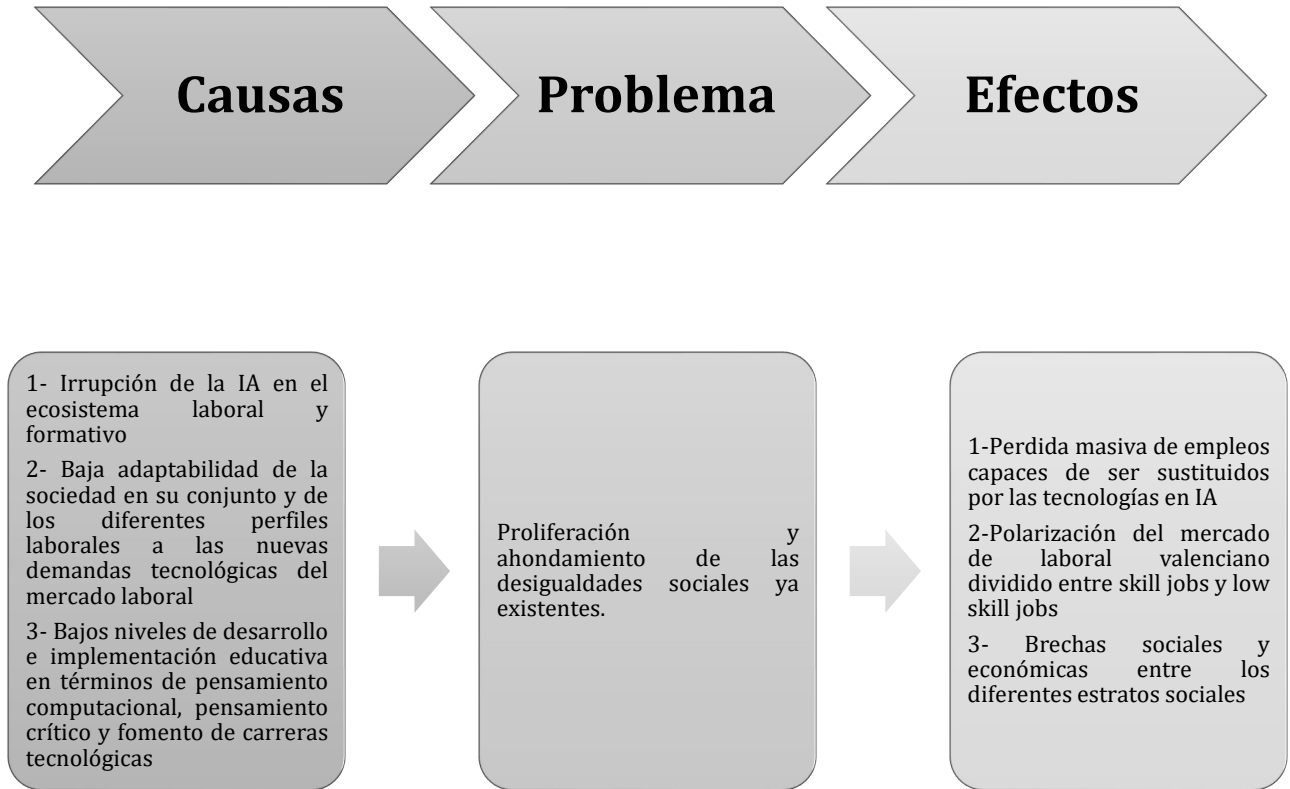 Causas
Problema
Efectos
1- Irrupción de la IA en el
ecosistema laboral y
formativo
2- Baja adaptabilidad de la
sociedad en su conjunto y de
los diferentes perfiles
laborales a las nuevas
demandas tecnológicas del
mercado laboral
3- Bajos niveles de desarrollo
e implementación educativa
en términos de pensamiento
computacional, pensamiento
crítico y fomento de carreras
tecnológicas
Proliferación y
ahondamiento de las
desigualdades sociales ya
existentes.
1-Perdida masiva de empleos
capaces de ser sustituidos
por las tecnologías en IA
2-Polarización del mercado
de laboral valenciano
dividido entre skill jobs y low
skill jobs
3- Brechas sociales y
económicas entre los
diferentes estratos sociales